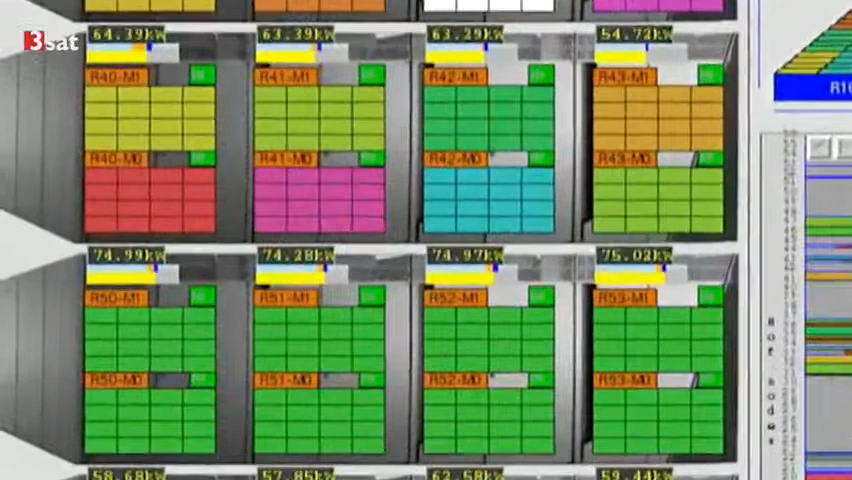 3sat
64.39kW 63.39kW 63.29kW 54.72kW
R40-M1 R41-M1 R42-M1 R43-M1
R40-M0 R41-M0 R42-M0 R43-M0
74.99kW 74.28kW 74.97kW 75.02kW
R50-M1 R51-M1 R52-M1 R53-M1
R50-M0 R51-M0 R52-M0 R53-M0
58.68kW 57.85kW 62.58kW 59.44kW
R10